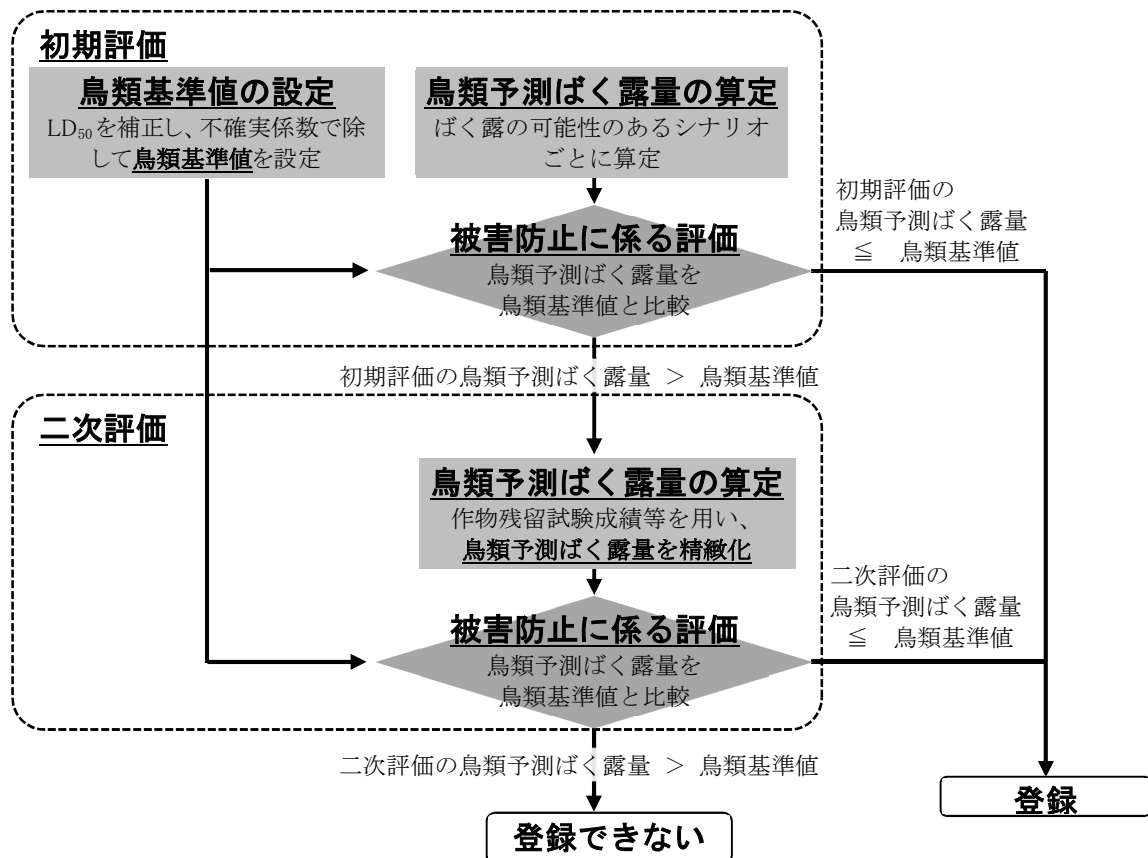 初期評価
鳥類基準値の設定
LD₅₀を補正し、不確実係数で除
して鳥類基準値を設定
鳥類予測ばく露量の算定
ばく露の可能性のあるシナリオ
ごとに算定
被害防止に係る評価
鳥類予測ばく露量を
鳥類基準値と比較
初期評価の
鳥類予測ばく露量
≦ 鳥類基準値
初期評価の鳥類予測ばく露量 > 鳥類基準値
二次評価
鳥類予測ばく露量の算定
作物残留試験成績等を用い、
鳥類予測ばく露量を精緻化
被害防止に係る評価
鳥類予測ばく露量を
鳥類基準値と比較
二次評価の
鳥類予測ばく露量
≦ 鳥類基準値
二次評価の鳥類予測ばく露量 > 鳥類基準値
登録
登録できない